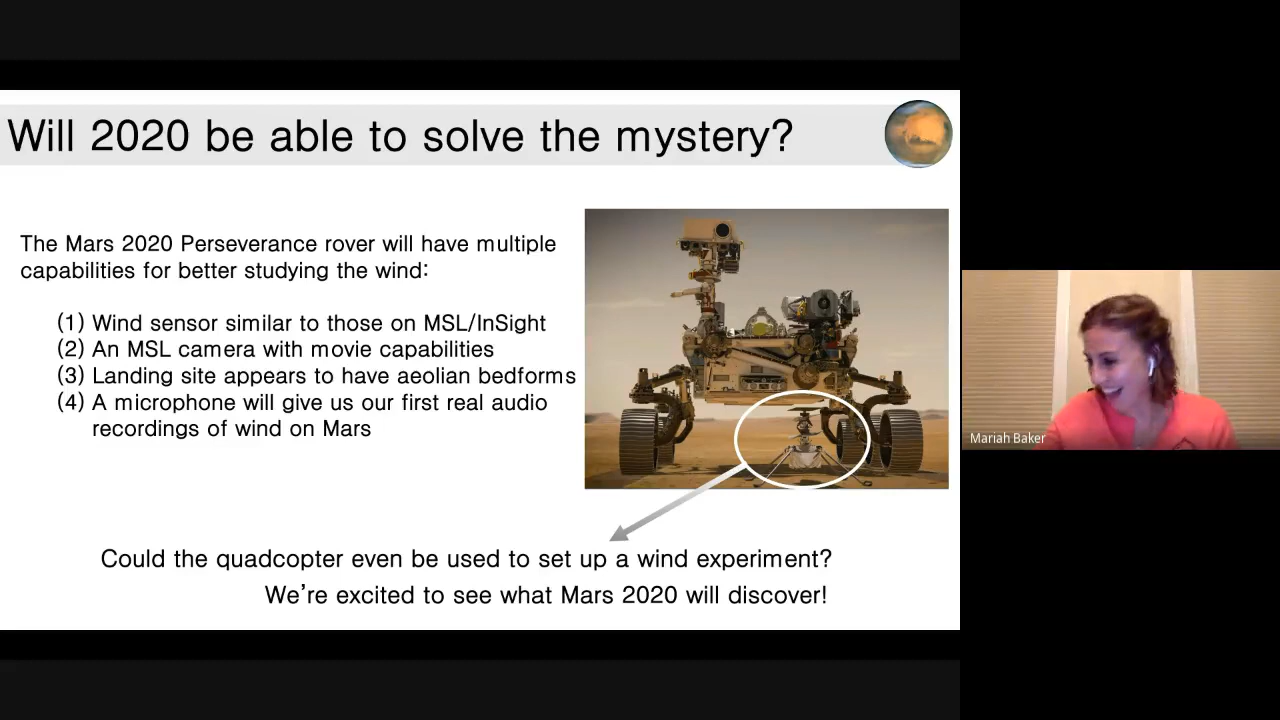 Will 2020 be able to solve the mystery?
The Mars 2020 Perseverance rover will have multiple
capabilities for better studying the wind:
(1) Wind sensor similar to those on MSL/InSight
(2) An MSL camera with movie capabilities
(3) Landing site appears to have aeolian bedforms
(4) A microphone will give us our first real audio
recordings of wind on Mars
Could the quadcopter even be used to set up a wind experiment?
We’re excited to see what Mars 2020 will discover!
Mariah Baker